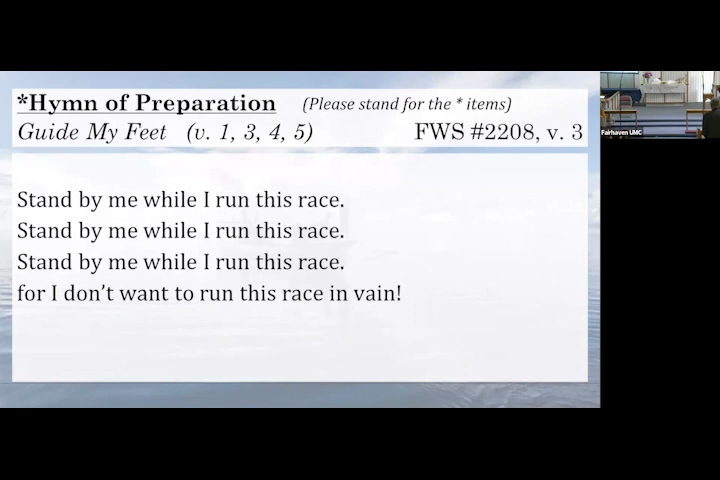 *Hymn of Preparation (Please stand for the * items)
Guide My Feet (v. 1, 3, 4, 5) FWS #2208, v. 3
Stand by me while I run this race.
Stand by me while I run this race.
Stand by me while I run this race.
for I don't want to run this race in vain!
Fairhaven UMC